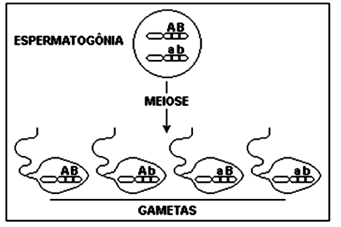 ESPERMATOGÔNIA
AB
ab
MEIOSE
AB Ab aB ab
GAMETAS